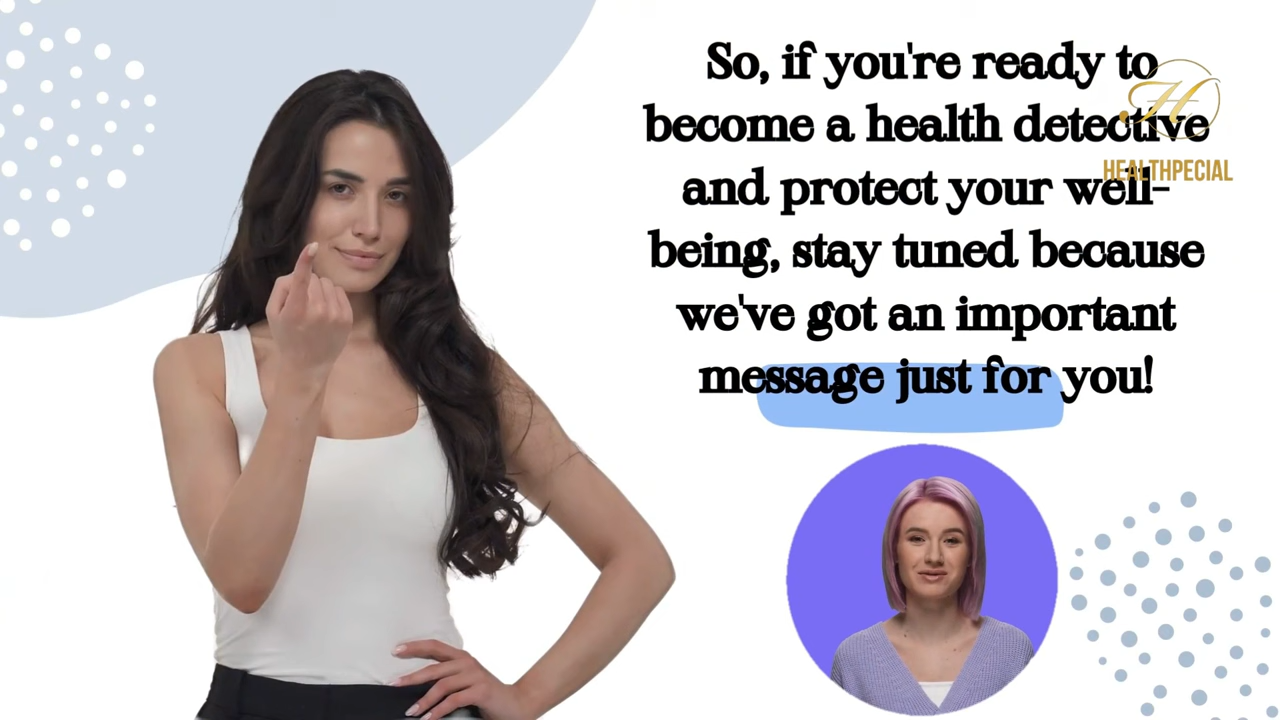 So, if you're ready to
become a health detective
and protect your well-
being, stay tuned because
we've got an important
message just for you!
H
HEALTHPECIAL